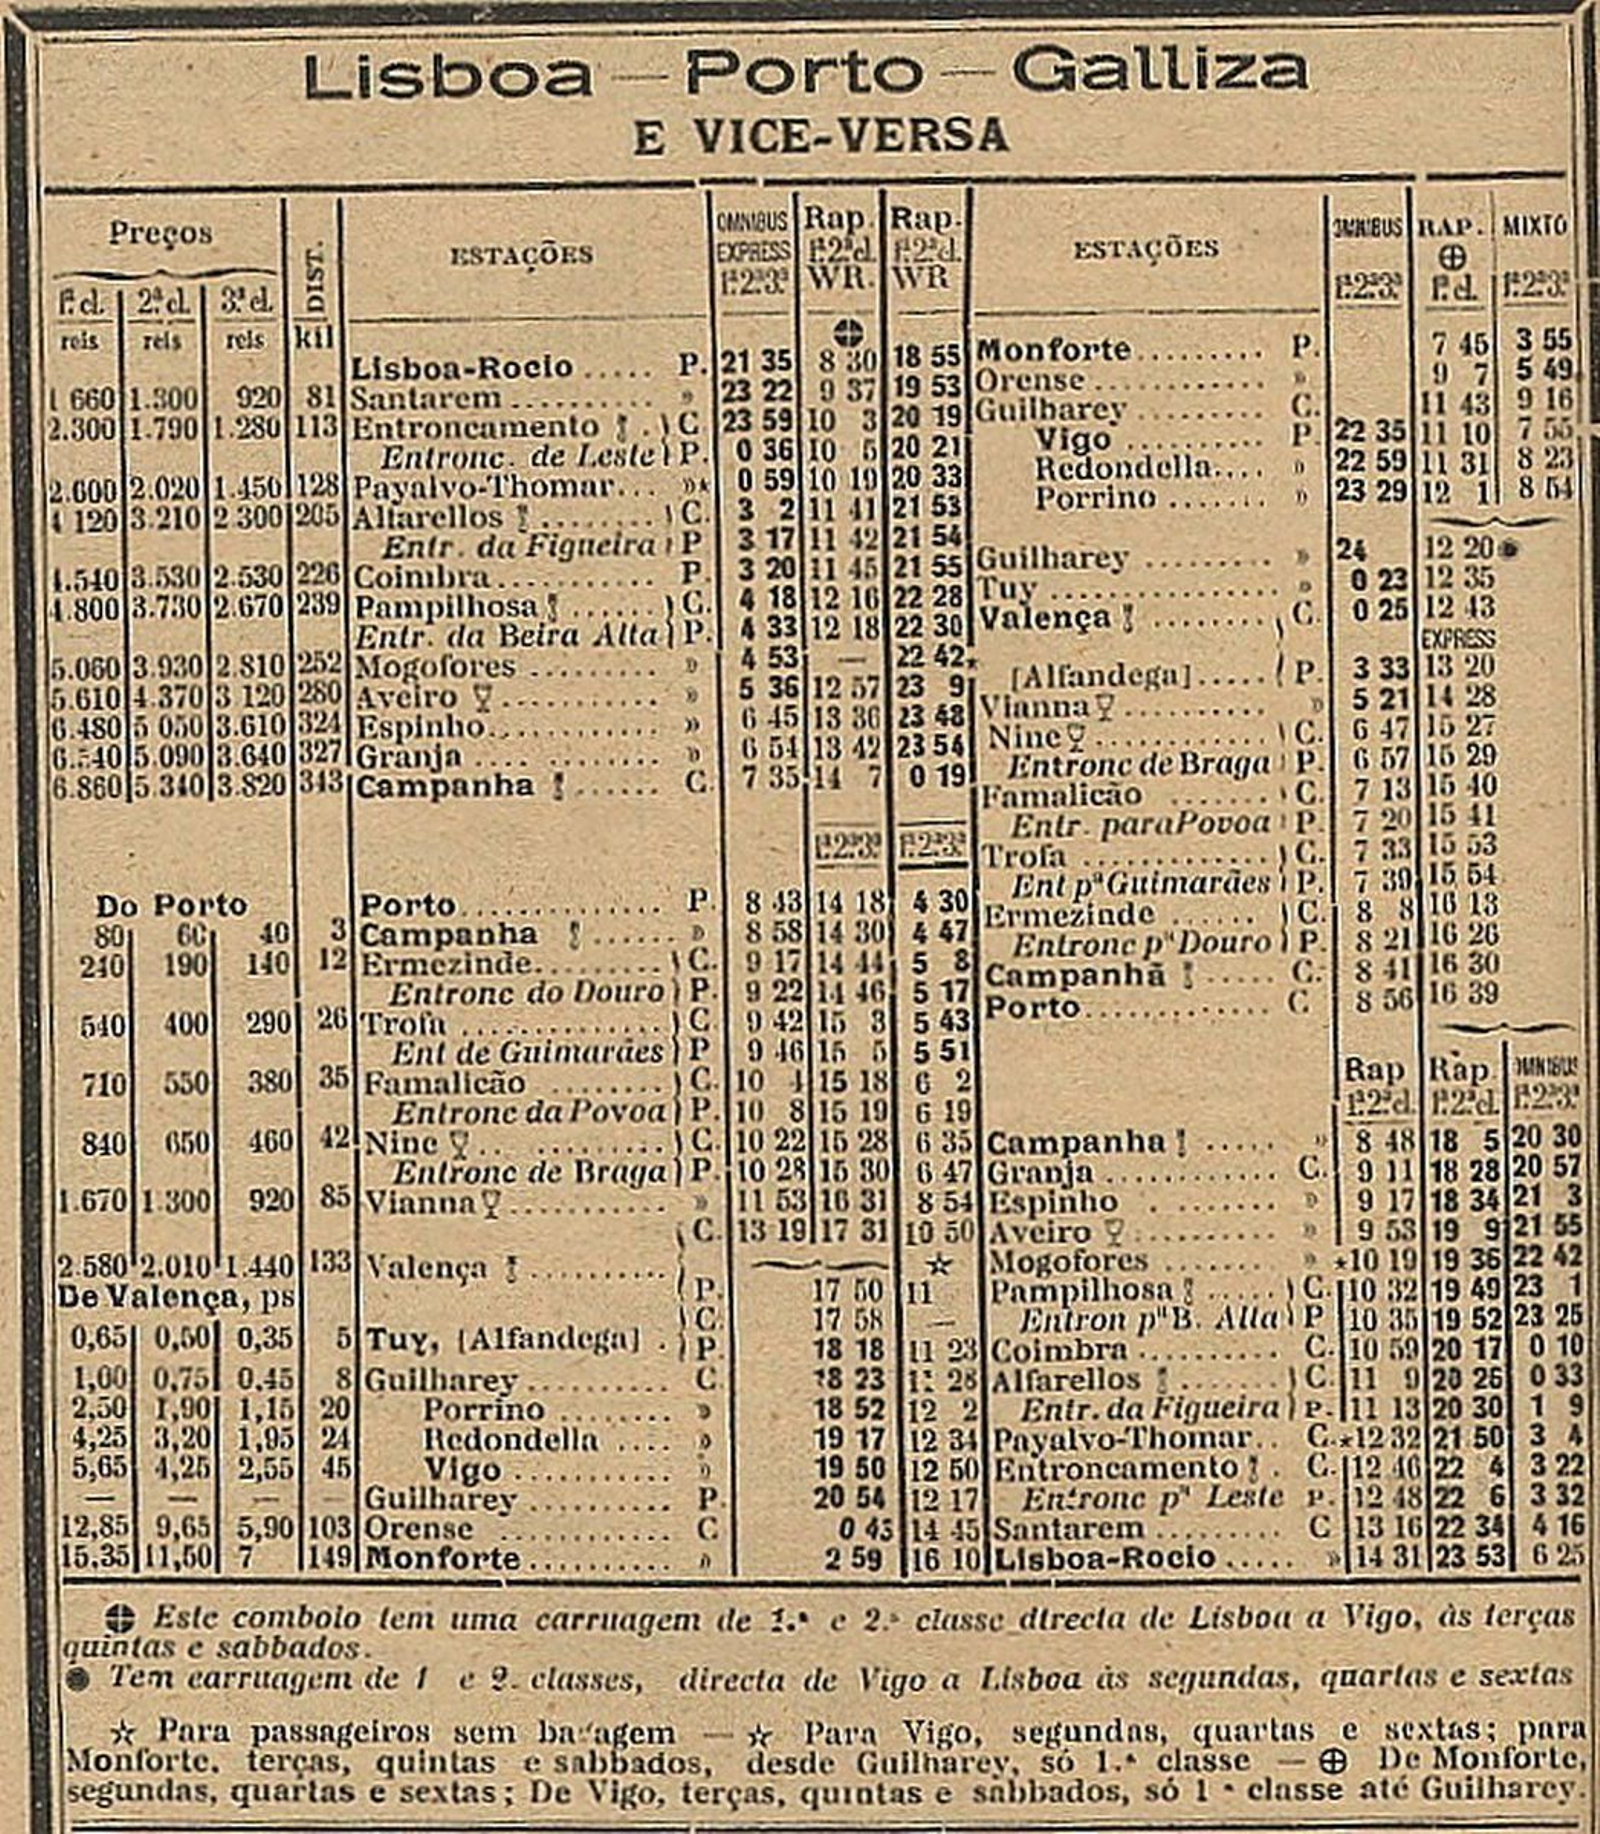 Lisboa — Porto — Galliza
E VICE-VERSA
Preços DIST. ESTAÇÕES OMNIBUS EXPRESS 1ª.2ª.3ª Rap. 1ª.2ª cl. WR. Rap. 1ª.2ª cl. WR
1ª. cl. 2ª cl. 3ª cl.
reis reis reis kil
Lisboa-Rocio ..... P. 21 35 8 30 18 55
1 660 1.300 920 81 Santarem .......... » 23 22 9 37 19 53
2.300 1.790 1.280 113 Entroncamento . C 23 59 10 3 20 19
Entronc. de Leste P. 0 36 10 5 20 21
2.600 2.020 1.450 128 Payalvo-Thomar... »* 0 59 10 19 20 33
4 120 3.210 2 300 205 Alfarellos ........ C. 3 2 11 41 21 53
Entr. da Figueira P 3 17 11 42 21 54
4.540 3.530 2.530 226 Coimbra ........... P. 3 20 11 45 21 55
4.800 3.730 2.670 239 Pampilhosa ...... C. 4 18 12 16 22 28
Entr. da Beira Alta P. 4 33 12 18 22 30
5.060 3.930 2.810 252 Mogofores ......... » 4 53 — 22 42*
5.610 4.370 3 120 280 Aveiro ........... » 5 36 12 57 23 9
6.480 5 050 3.610 324 Espinho............ » 6 45 13 36 23 48
6.540 5.090 3.640 327 Granja .... ........ » 6 54 13 42 23 54
6.860 5.340 3.820 343 Campanha ...... C. 7 35 14 7 0 19
1ª.2ª.3ª 1ª.2ª.3ª
Do Porto Porto.............. P. 8 43 14 18 4 30
80 60 40 3 Campanha ...... » 8 58 14 30 4 47
240 190 140 12 Ermezinde......... C. 9 17 14 44 5 8
Entronc do Douro P. 9 22 14 46 5 17
540 400 290 26 Trofa .............. C 9 42 15 3 5 43
Ent de Guimarães P 9 46 15 5 5 51
710 550 380 35 Famalicão ........ C. 10 4 15 18 6 2
Entronc da Povoa P. 10 8 15 19 6 19
840 650 460 42 Nine .. ......... C. 10 22 15 28 6 35
Entronc de Braga P. 10 28 15 30 6 47
1.670 1.300 920 85 Vianna........... » 11 53 16 31 8 54
C. 13 19 17 31 10 50
2.580 2.010 1.440 133 Valença .......... ☆
De Valença, ps P. 17 50 11
C. 17 58 —
0,65 0,50 0,35 5 Tuy, [Alfandega] . P. 18 18 11 23
1,00 0,75 0.45 8 Guilharey .......... C 18 23 11 28
2,50 1,90 1,15 20 Porrino ........ » 18 52 12 2
4,25 3,20 1,95 24 Redondella .... » 19 17 12 34
5,65 4,25 2,55 45 Vigo ........... » 19 50 12 50
— — — — Guilharey .......... P. 20 54 12 17
12,85 9,65 5,90 103 Orense ............ C 0 45 14 45
15.35 11,50 7 149 Monforte .......... » 2 59 16 10
ESTAÇÕES OMNIBUS 1ª.2ª.3ª RAP. ⊕ 1ª. cl. MIXTO 1ª.2ª.3ª
Monforte ......... P. 7 45 3 55
Orense ............ » 9 7 5 49
Guilharey ......... C. 11 43 9 16
Vigo .......... P. 22 35 11 10 7 55
Redondella.... » 22 59 11 31 8 23
Porrino ....... » 23 29 12 1 8 54
Guilharey ......... » 24 12 20 ●
Tuy ............... » 0 23 12 35
Valença ........ C. 0 25 12 43
EXPRESS
[Alfandega]..... P. 3 33 13 20
Vianna .......... » 5 21 14 28
Nine ............ C. 6 47 15 27
Entronc de Braga P. 6 57 15 29
Famalicão ....... C. 7 13 15 40
Entr. para Povoa P. 7 20 15 41
Trofa ............. C. 7 33 15 53
Ent pª Guimarães P. 7 39 15 54
Ermezinde ...... C. 8 8 16 13
Entronc pª Douro P. 8 21 16 26
Campanhã ..... C. 8 41 16 30
Porto............. C 8 56 16 39
Rap 1ª.2ª cl. Rap. 1ª.2ª cl. OMNIBUS 1ª.2ª.3ª
Campanha ..... » 8 48 18 5 20 30
Granja ........... C. 9 11 18 28 20 57
Espinho . ....... » 9 17 18 34 21 3
Aveiro .......... » 9 53 19 9 21 55
Mogofores ....... » *10 19 19 36 22 42
Pampilhosa ..... C. 10 32 19 49 23 1
Entron pª B. Alta P 10 35 19 52 23 25
Coimbra .......... C. 10 59 20 17 0 10
Alfarellos ....... C. 11 9 20 26 0 33
Entr. da Figueira P. 11 13 20 30 1 9
Payalvo-Thomar.. C. *12 32 21 50 3 4
Entroncamento . C. 12 46 22 4 3 22
Entronc pª Leste P. 12 48 22 6 3 32
Santarem ......... C 13 16 22 34 4 16
Lisboa-Rocio ..... » 14 31 23 53 6 25
⊕ Este comboio tem uma carruagem de 1.ª e 2.ª classe directa de Lisboa a Vigo, às terças
quintas e sabbados.
● Tem carruagem de 1 e 2. classes, directa de Vigo a Lisboa às segundas, quartas e sextas
☆ Para passageiros sem bagagem — ☆ Para Vigo, segundas, quartas e sextas; para
Monforte, terças, quintas e sabbados, desde Guilharey, só 1.ª classe — ⊕ De Monforte,
segundas, quartas e sextas; De Vigo, terças, quintas e sabbados, só 1 ª classe até Guilharey.